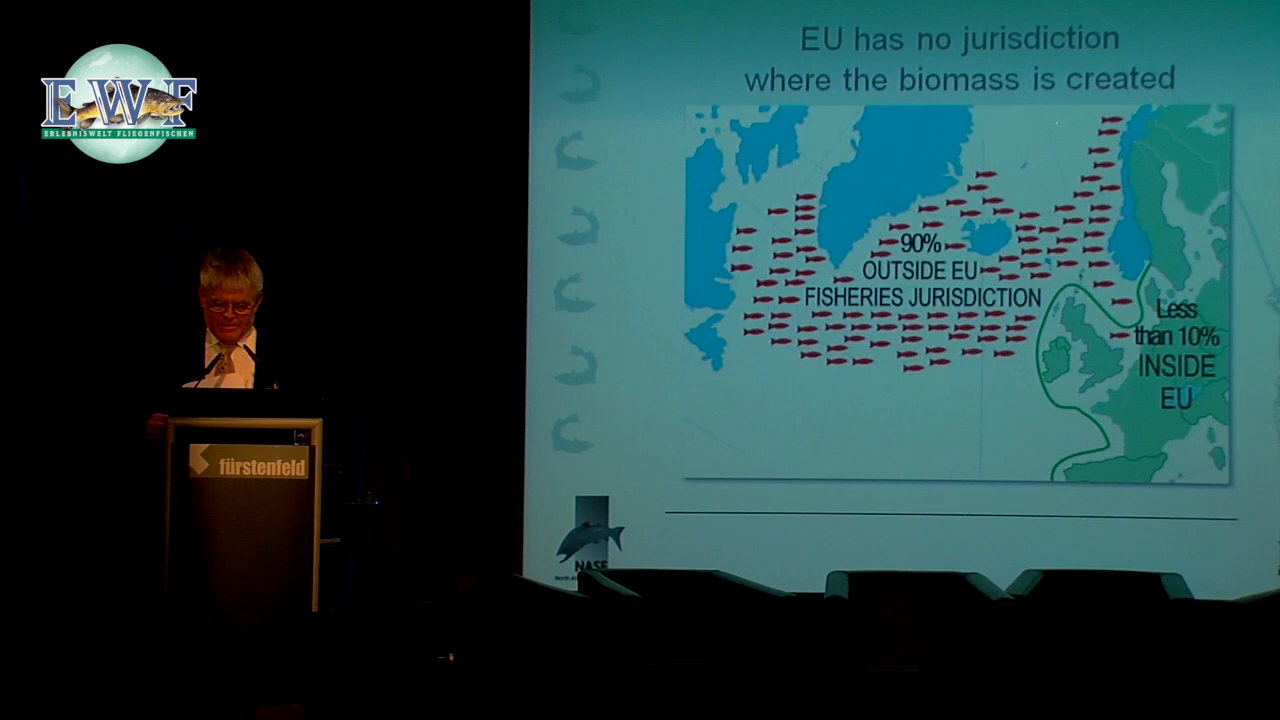 EWF
ERLEBNISWELT FLIEGENFISCHEN
EU has no jurisdiction
where the biomass is created
90%
OUTSIDE EU
FISHERIES JURISDICTION
Less
than 10%
INSIDE
EU
fürstenfeld
NASF
North